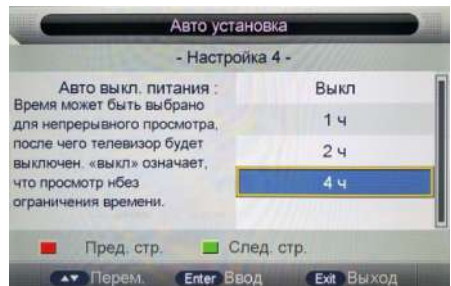 Авто установка
- Настройка 4 -
Авто выкл. питания :
Время может быть выбрано
для непрерывного просмотра,
после чего телевизор будет
выключен. «выкл» означает,
что просмотр нбез
ограничения времени.
Выкл
1 ч
2 ч
4 ч
Пред. стр.
След. стр.
Перем.
Enter Ввод
Exit Выход